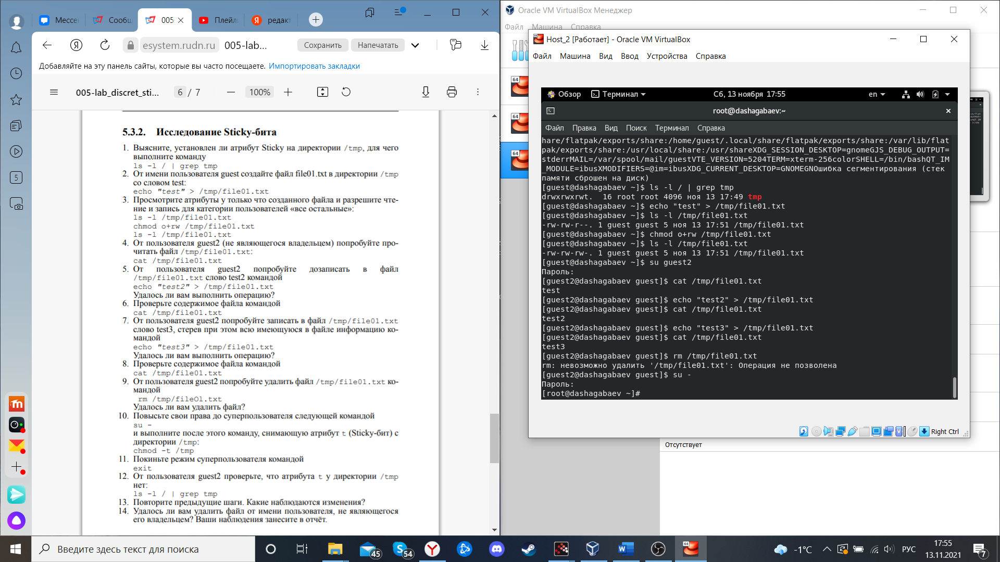 Мессе
Сообщ
005
Плейл
редакт
esystem.rudn.ru
005-lab...
Сохранить
Напечатать
Добавляйте на эту панель сайты, которые вы часто посещаете. Импортировать закладки
005-lab_discret_sti...
6 / 7
100%
5.3.2. Исследование Sticky-бита
1. Выясните, установлен ли атрибут Sticky на директории /tmp, для чего
выполните команду
ls -l / | grep tmp
2. От имени пользователя guest создайте файл file01.txt в директории /tmp
со словом test:
echo "test" > /tmp/file01.txt
3. Просмотрите атрибуты у только что созданного файла и разрешите чте-
ние и запись для категории пользователей «все остальные»:
ls -l /tmp/file01.txt
chmod o+rw /tmp/file01.txt
ls -l /tmp/file01.txt
4. От пользователя guest2 (не являющегося владельцем) попробуйте про-
читать файл /tmp/file01.txt:
cat /tmp/file01.txt
5. От пользователя guest2 попробуйте дозаписать в файл
/tmp/file01.txt слово test2 командой
echo "test2" > /tmp/file01.txt
Удалось ли вам выполнить операцию?
6. Проверьте содержимое файла командой
cat /tmp/file01.txt
7. От пользователя guest2 попробуйте записать в файл /tmp/file01.txt
слово test3, стерев при этом всю имеющуюся в файле информацию ко-
мандой
echo "test3" > /tmp/file01.txt
Удалось ли вам выполнить операцию?
8. Проверьте содержимое файла командой
cat /tmp/file01.txt
9. От пользователя guest2 попробуйте удалить файл /tmp/file01.txt ко-
мандой
rm /tmp/fileOl.txt
Удалось ли вам удалить файл?
10. Повысьте свои права до суперпользователя следующей командой
su -
и выполните после этого команду, снимающую атрибут t (Sticky-бит) с
директории /tmp:
chmod -t /tmp
11. Покиньте режим суперпользователя командой
exit
12. От пользователя guest2 проверьте, что атрибута t у директории /tmp
нет:
ls -l / | grep tmp
13. Повторите предыдущие шаги. Какие наблюдаются изменения?
14. Удалось ли вам удалить файл от имени пользователя, не являющегося
его владельцем? Ваши наблюдения занесите в отчёт.
Oracle VM VirtualBox Менеджер
Файл Машина Справка
Host_2 [Работает] - Oracle VM VirtualBox
Файл Машина Вид Ввод Устройства Справка
Обзор Терминал Сб, 13 ноября 17:55 en
root@dashagabaev:~
Файл Правка Вид Поиск Терминал Справка
hare/flatpak/exports/share:/home/guest/.local/share/flatpak/exports/share:/var/lib/flat
pak/exports/share:/usr/local/share:/usr/shareXDG_SESSION_DESKTOP=gnomeGJS_DEBUG_OUTPUT=
stderrMAIL=/var/spool/mail/guestVTE_VERSION=5204TERM=xterm-256colorSHELL=/bin/bashQT_IM
_MODULE=ibusXMODIFIERS=@im=ibusXDG_CURRENT_DESKTOP=GNOMEGNOшибка сегментирования (стек
памяти сброшен на диск)
[guest@dashagabaev ~]$ ls -l / | grep tmp
drwxrwxrwt. 16 root root 4096 ноя 13 17:49 tmp
[guest@dashagabaev ~]$ echo "test" > /tmp/file01.txt
[guest@dashagabaev ~]$ ls -l /tmp/file01.txt
-rw-rw-r--. 1 guest guest 5 ноя 13 17:51 /tmp/file01.txt
[guest@dashagabaev ~]$ chmod o+rw /tmp/file01.txt
[guest@dashagabaev ~]$ ls -l /tmp/file01.txt
-rw-rw-rw-. 1 guest guest 5 ноя 13 17:51 /tmp/file01.txt
[guest@dashagabaev ~]$ su guest2
Пароль:
[guest2@dashagabaev guest]$ cat /tmp/file01.txt
test
[guest2@dashagabaev guest]$ echo "test2" > /tmp/file01.txt
[guest2@dashagabaev guest]$ cat /tmp/file01.txt
test2
[guest2@dashagabaev guest]$ echo "test3" > /tmp/file01.txt
[guest2@dashagabaev guest]$ cat /tmp/file01.txt
test3
[guest2@dashagabaev guest]$ rm /tmp/file01.txt
rm: невозможно удалить '/tmp/file01.txt': Операция не позволена
[guest2@dashagabaev guest]$ su -
Пароль:
[root@dashagabaev ~]#
Right Ctrl
Отсутствует
Введите здесь текст для поиска
45
54
-1°C
РУС
17:55
13.11.2021
7